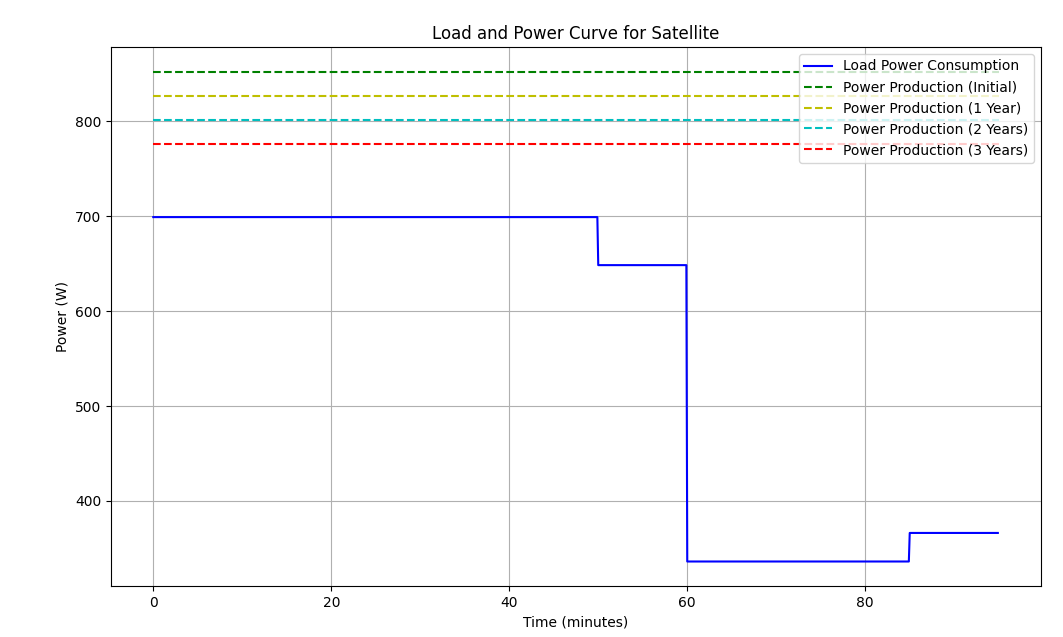 Load and Power Curve for Satellite
Load Power Consumption
Power Production (Initial)
Power Production (1 Year)
Power Production (2 Years)
Power Production (3 Years)
Power (W)
800
700
600
500
400
0 20 40 60 80
Time (minutes)